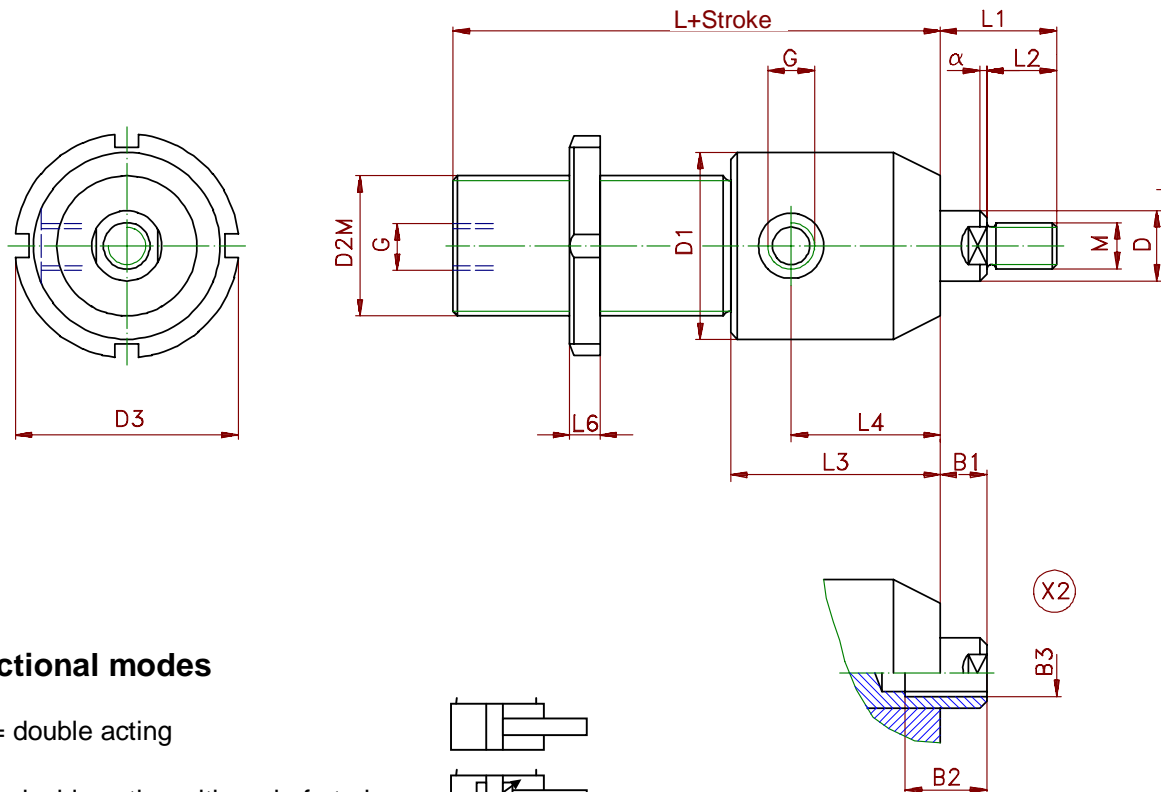 L+Stroke
L1
G
α
L2
D2M
G
D1
M
D
D3
L6
L4
L3
B1
X2
B3
B2
ctional modes
= double acting